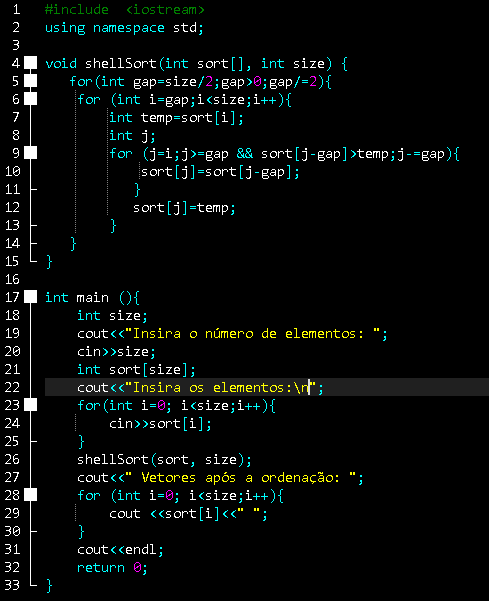 1 #include <iostream>
2 using namespace std;
3
4 void shellSort(int sort[], int size) {
5 for(int gap=size/2;gap>0;gap/=2){
6 for (int i=gap;i<size;i++){
7 int temp=sort[i];
8 int j;
9 for (j=i;j>=gap && sort[j-gap]>temp;j-=gap){
10 sort[j]=sort[j-gap];
11 }
12 sort[j]=temp;
13 }
14 }
15 }
16
17 int main (){
18 int size;
19 cout<<"Insira o número de elementos: ";
20 cin>>size;
21 int sort[size];
22 cout<<"Insira os elementos:\n";
23 for(int i=0; i<size;i++){
24 cin>>sort[i];
25 }
26 shellSort(sort, size);
27 cout<<" Vetores após a ordenação: ";
28 for (int i=0; i<size;i++){
29 cout <<sort[i]<<" ";
30 }
31 cout<<endl;
32 return 0;
33 }